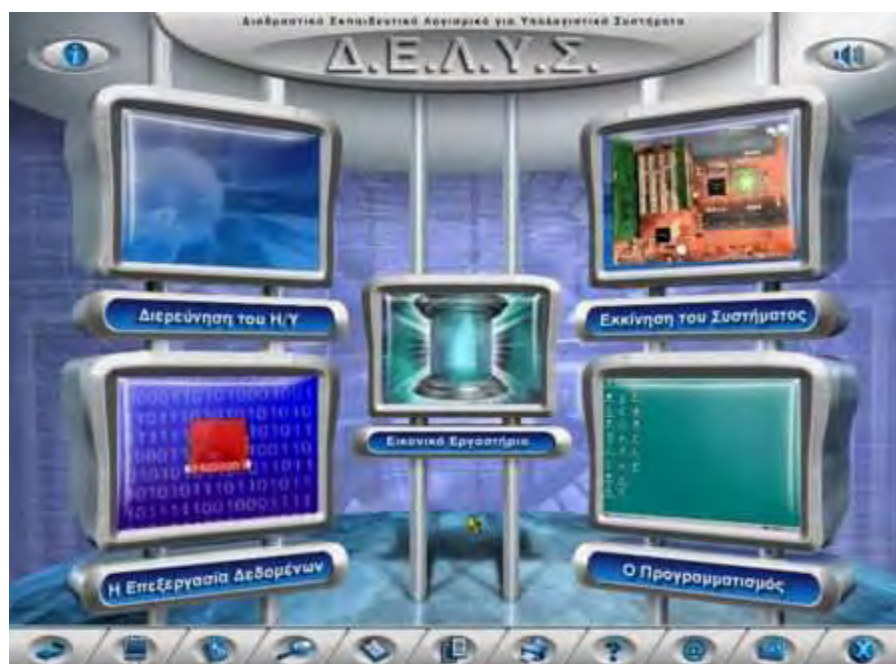 Διαδραστικό Εκπαιδευτικό Λογισμικό για Υπολογιστικά Συστήματα
Δ.Ε.Λ.Υ.Σ.
Διερεύνηση του Η/Υ
Εκκίνηση του Συστήματος
Εικονικό Εργαστήριο
Η Επεξεργασία Δεδομένων
Ο Προγραμματισμός